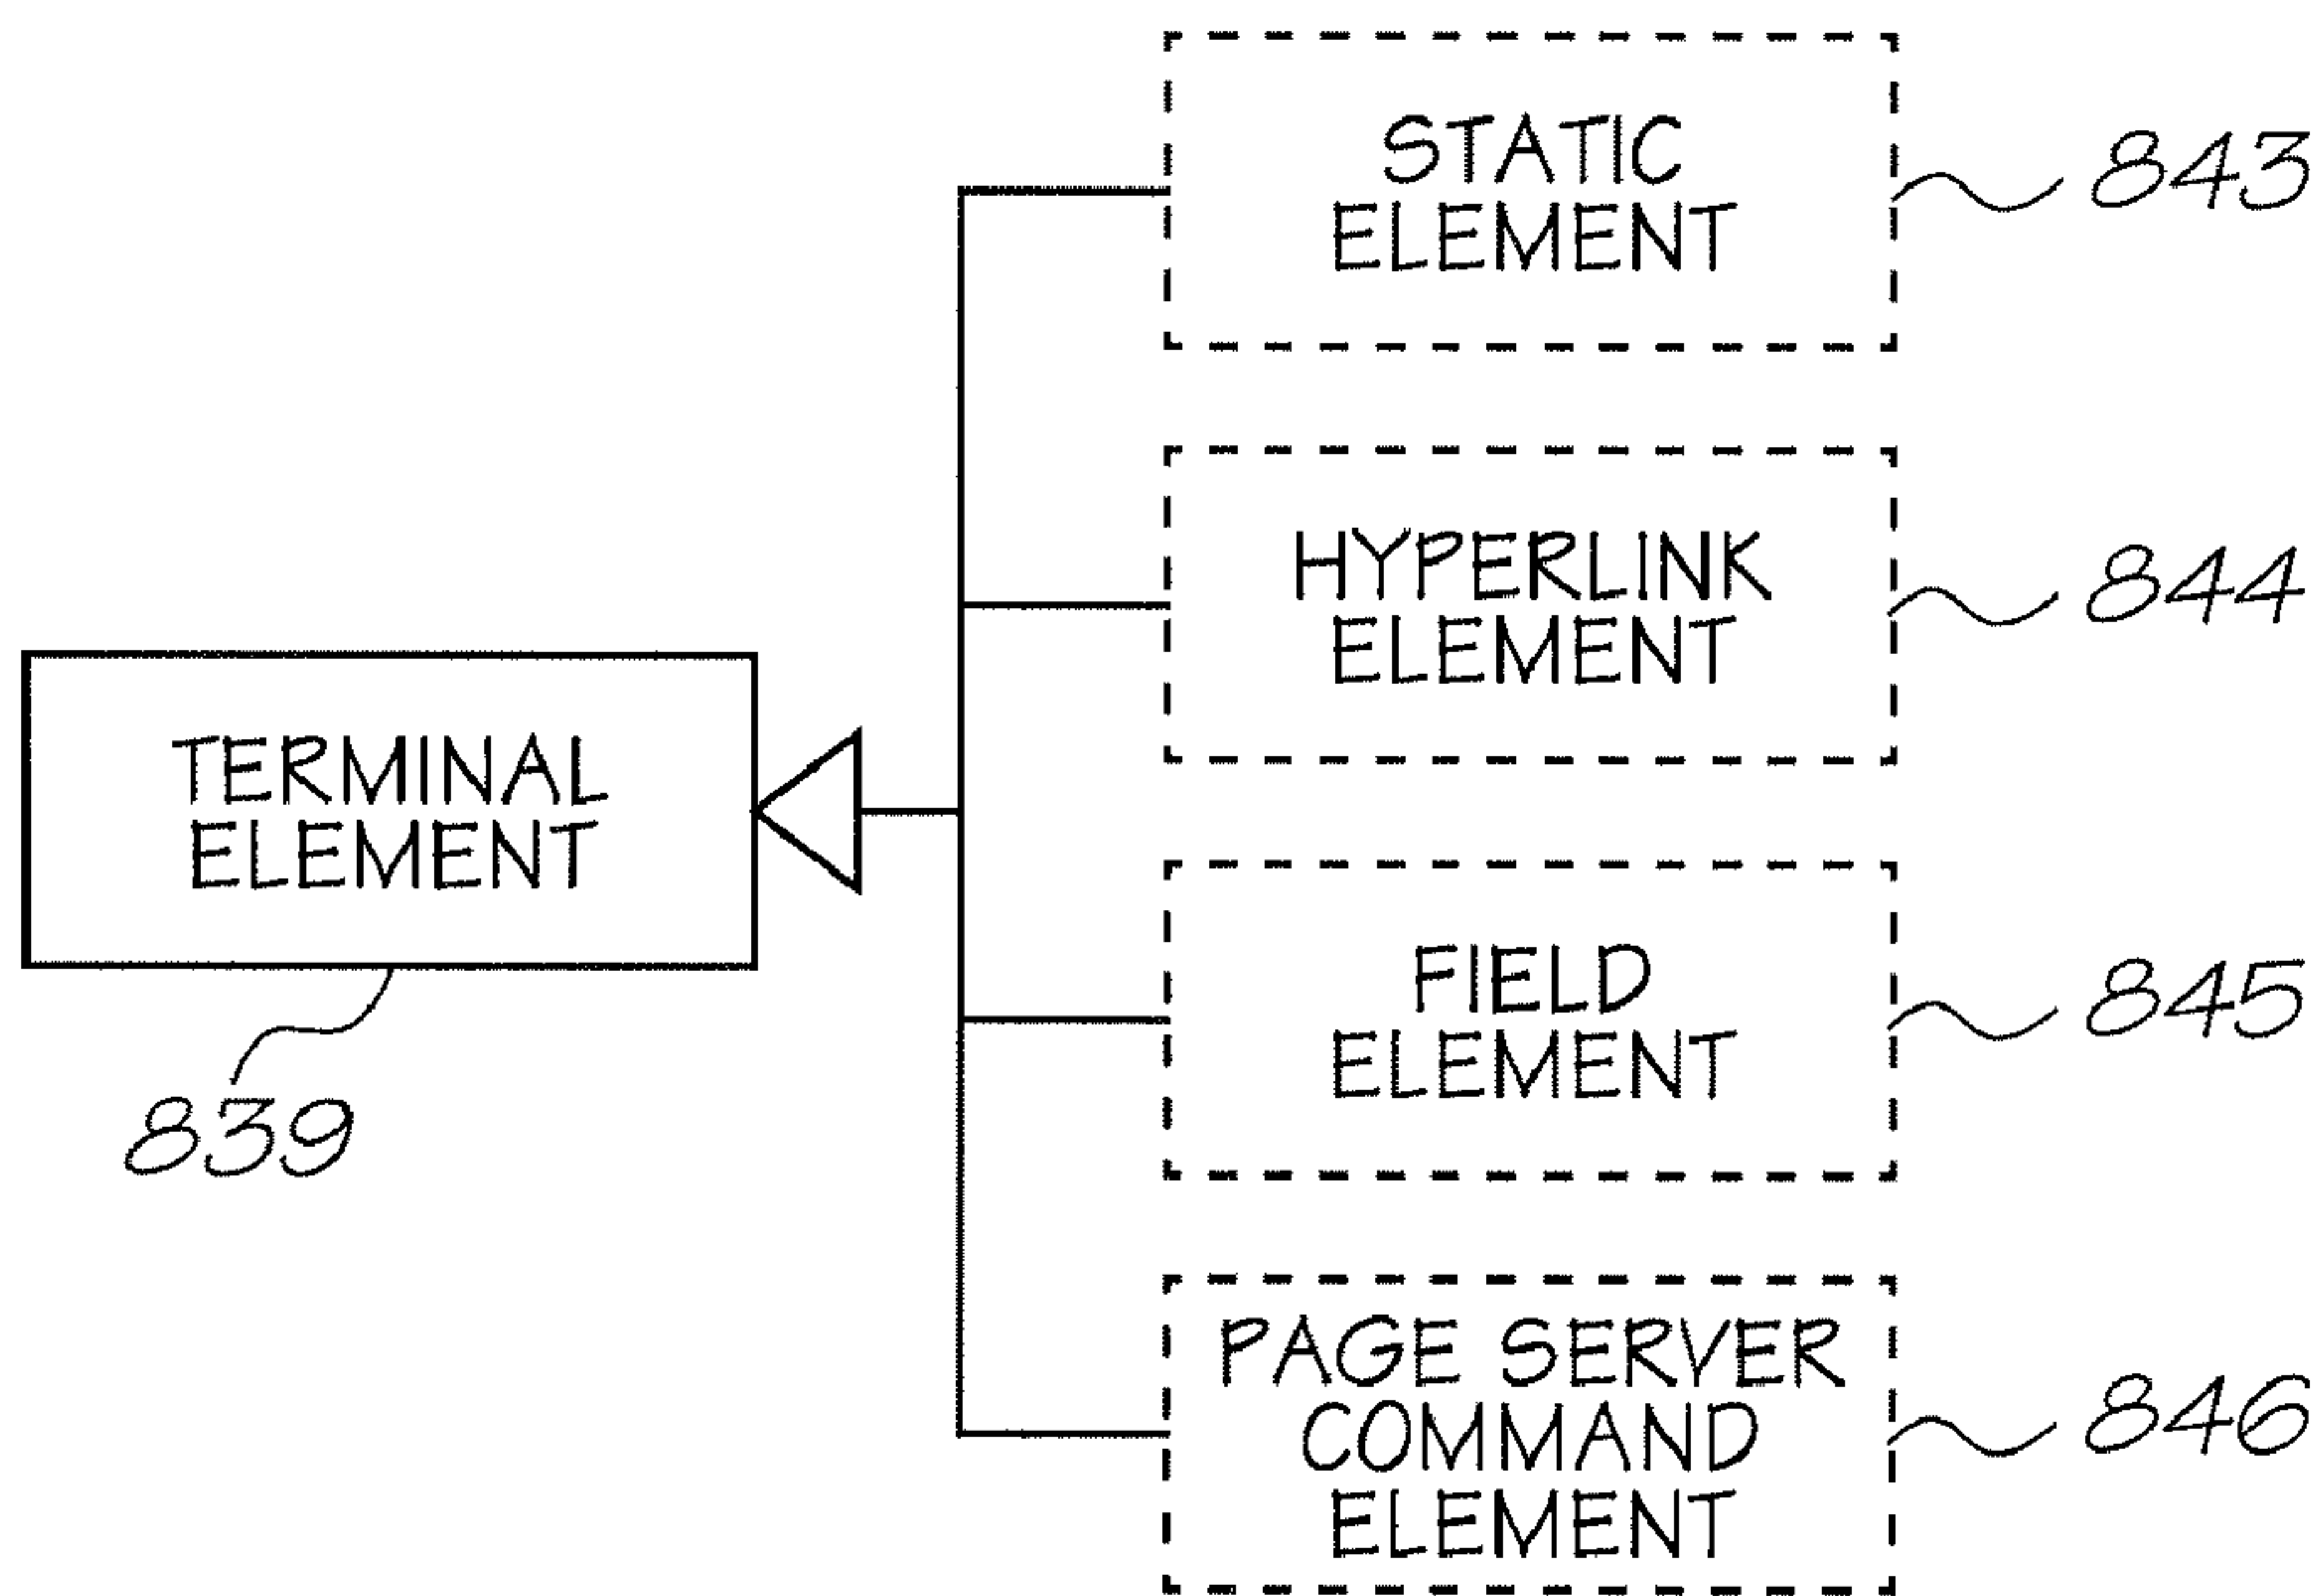 STATIC
ELEMENT
843
HYPERLINK
ELEMENT
844
TERMINAL
ELEMENT
839
FIELD
ELEMENT
845
PAGE SERVER
COMMAND
ELEMENT
846